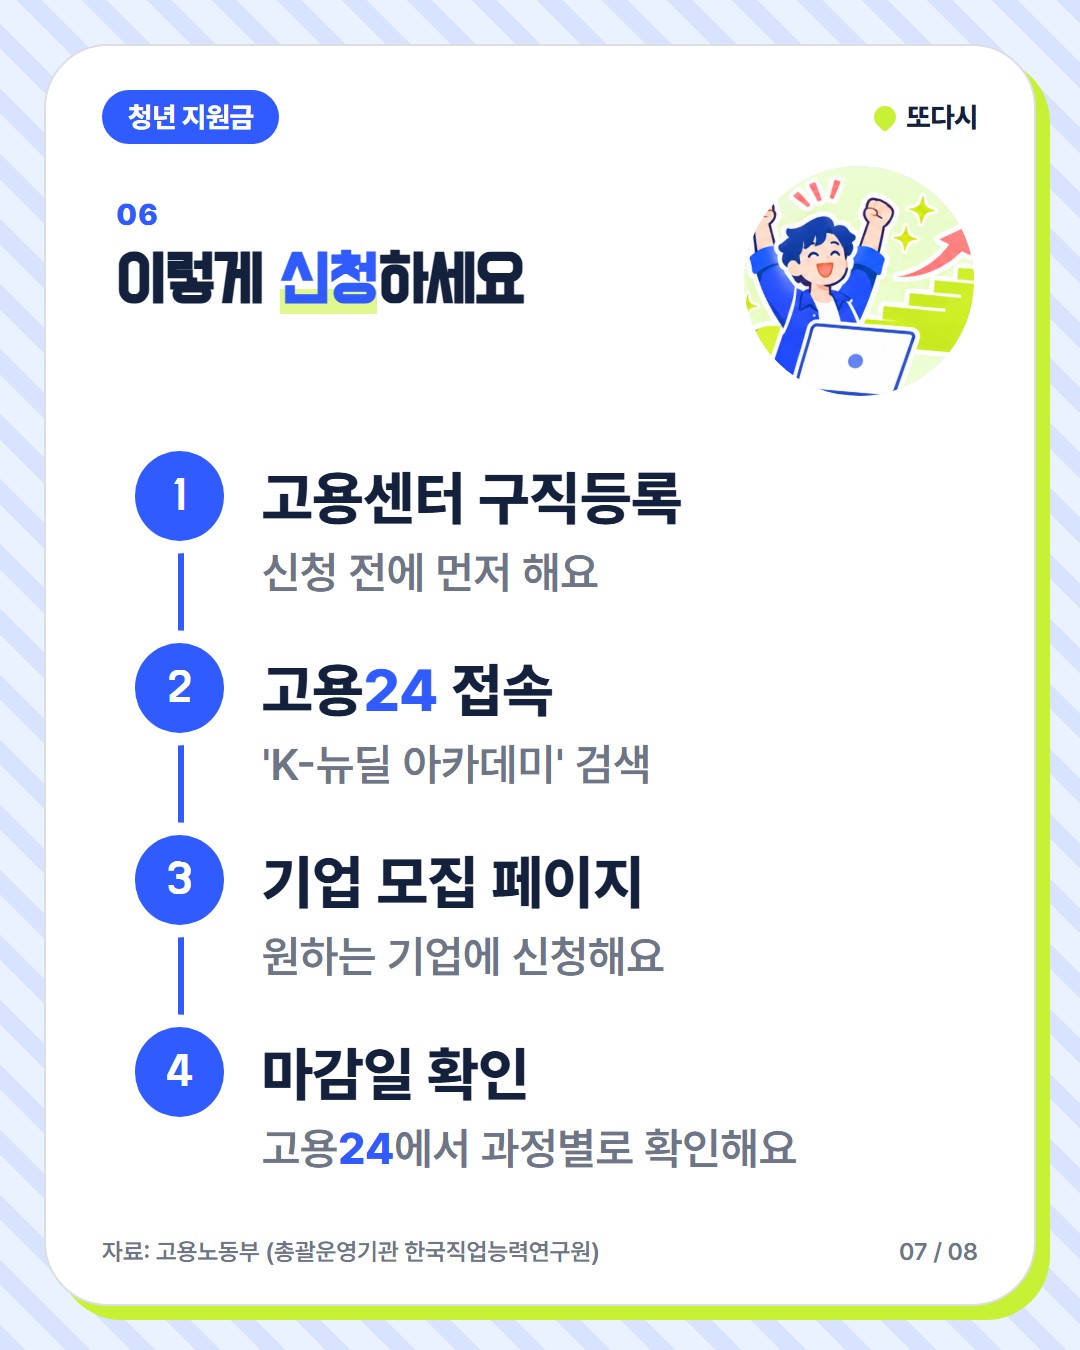 청년 지원금
또다시
06
이렇게 신청하세요
1
고용센터 구직등록
신청 전에 먼저 해요
2
고용24 접속
'K-뉴딜 아카데미' 검색
3
기업 모집 페이지
원하는 기업에 신청해요
4
마감일 확인
고용24에서 과정별로 확인해요
자료: 고용노동부 (총괄운영기관 한국직업능력연구원)
07 / 08